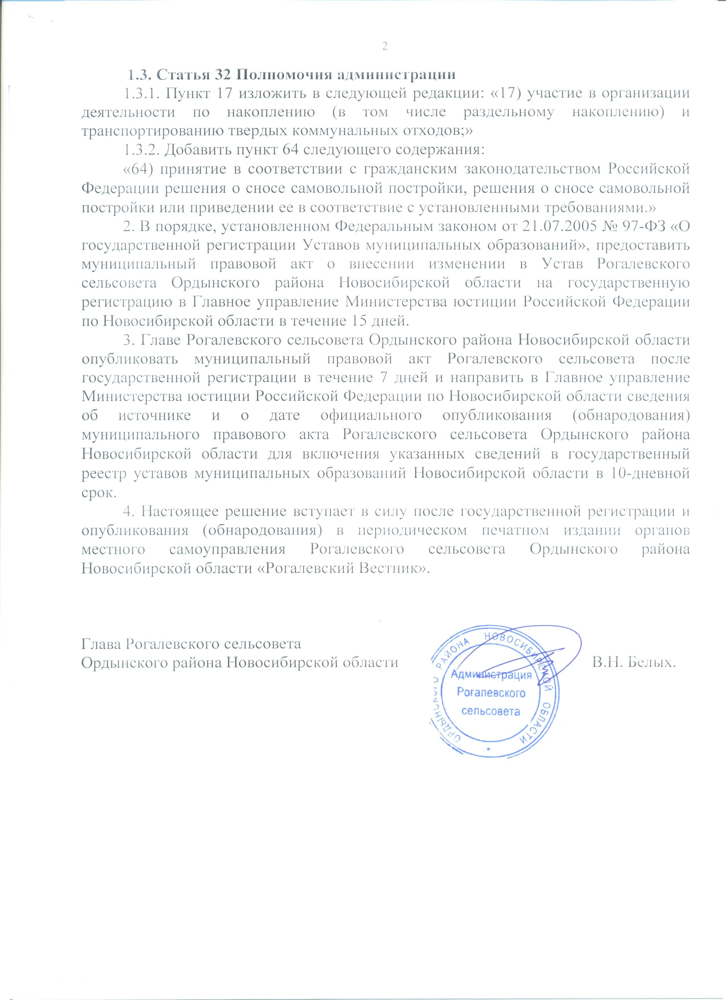 2
1.3. Статья 32 Полномочия администрации
1.3.1. Пункт 17 изложить в следующей редакции: «17) участие в организации
деятельности по накоплению (в том числе раздельному накоплению) и
транспортированию твердых коммунальных отходов;»
1.3.2. Добавить пункт 64 следующего содержания:
«64) принятие в соответствии с гражданским законодательством Российской
Федерации решения о сносе самовольной постройки, решения о сносе самовольной
постройки или приведении ее в соответствие с установленными требованиями.»
2. В порядке, установленном Федеральным законом от 21.07.2005 № 97-ФЗ «О
государственной регистрации Уставов муниципальных образований», предоставить
муниципальный правовой акт о внесении изменении в Устав Рогалевского
сельсовета Ордынского района Новосибирской области на государственную
регистрацию в Главное управление Министерства юстиции Российской Федерации
по Новосибирской области в течение 15 дней.
3. Главе Рогалевского сельсовета Ордынского района Новосибирской области
опубликовать муниципальный правовой акт Рогалевского сельсовета после
государственной регистрации в течение 7 дней и направить в Главное управление
Министерства юстиции Российской Федерации по Новосибирской области сведения
об источнике и о дате официального опубликования (обнародования)
муниципального правового акта Рогалевского сельсовета Ордынского района
Новосибирской области для включения указанных сведений в государственный
реестр уставов муниципальных образований Новосибирской области в 10-дневной
срок.
4. Настоящее решение вступает в силу после государственной регистрации и
опубликования (обнародования) в периодическом печатном издании органов
местного самоуправления Рогалевского сельсовета Ордынского района
Новосибирской области «Рогалевский Вестник».
Глава Рогалевского сельсовета
Ордынского района Новосибирской области В.Н. Белых.
ОРДЫНСКОГО РАЙОНА НОВОСИБИРСКОЙ ОБЛАСТИ
Администрация
Рогалевского
сельсовета